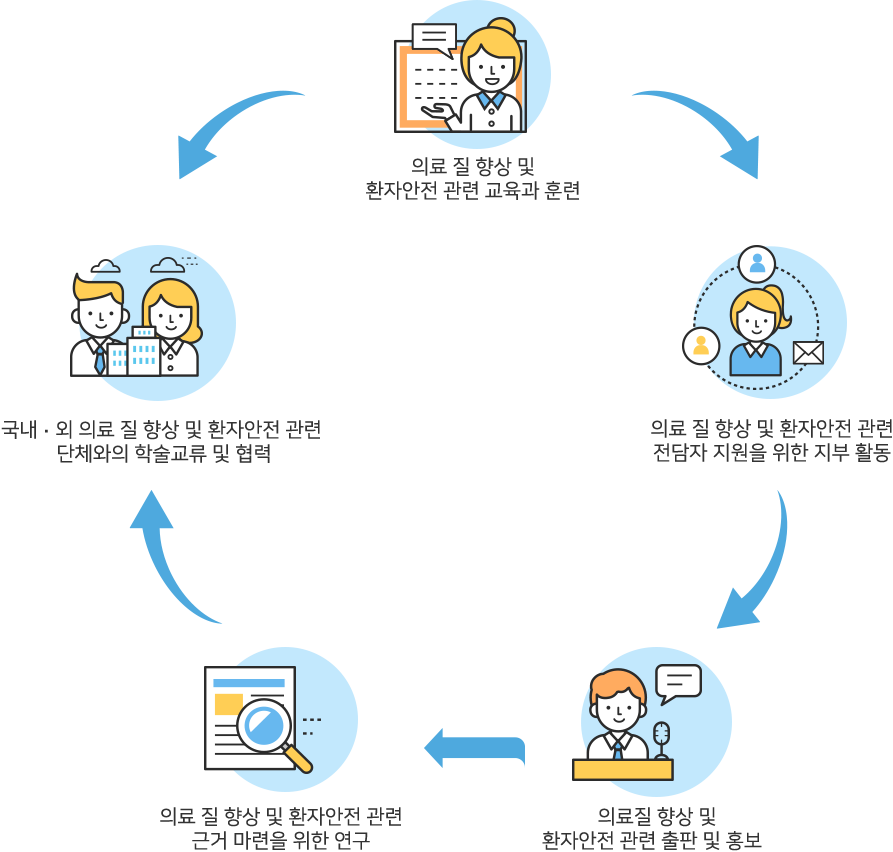 의료 질 향상 및
환자안전 관련 교육과 훈련
국내 · 외 의료 질 향상 및 환자안전 관련
단체와의 학술교류 및 협력
의료 질 향상 및 환자안전 관련
전담자 지원을 위한 지부 활동
의료 질 향상 및 환자안전 관련
근거 마련을 위한 연구
의료질 향상 및
환자안전 관련 출판 및 홍보